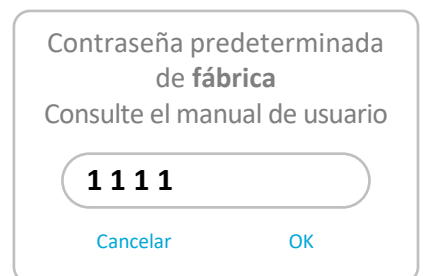 Contraseña predeterminada
de fábrica
Consulte el manual de usuario
1 1 1 1
Cancelar OK